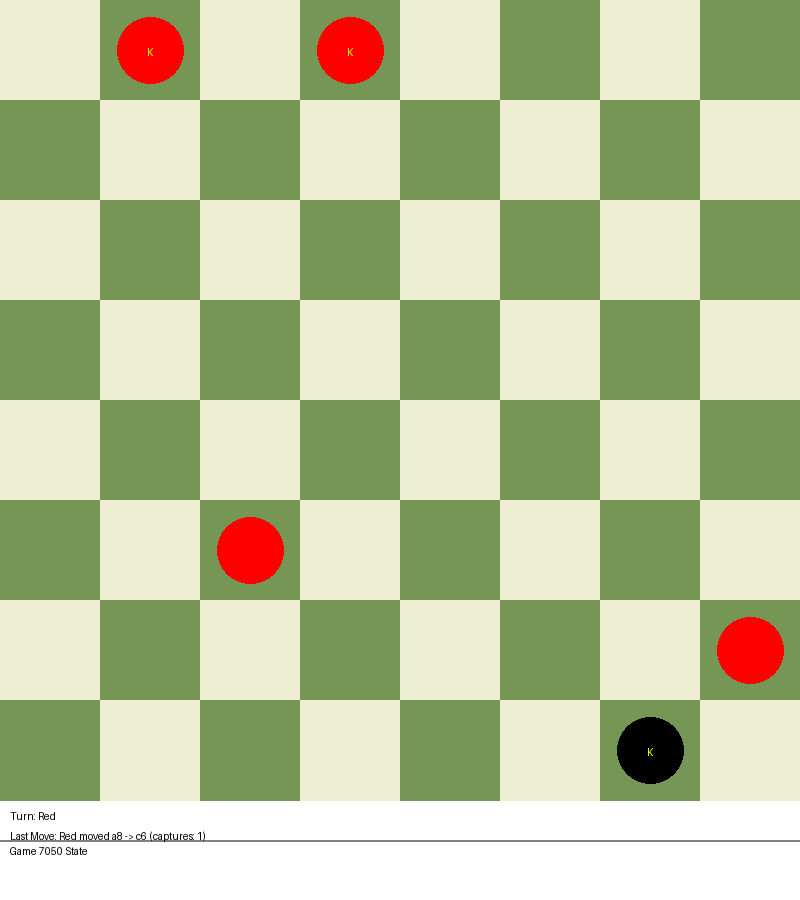 K K
K
Turn: Red
Last Move: Red moved a8 -> c6 (captures: 1)
Game 7050 State